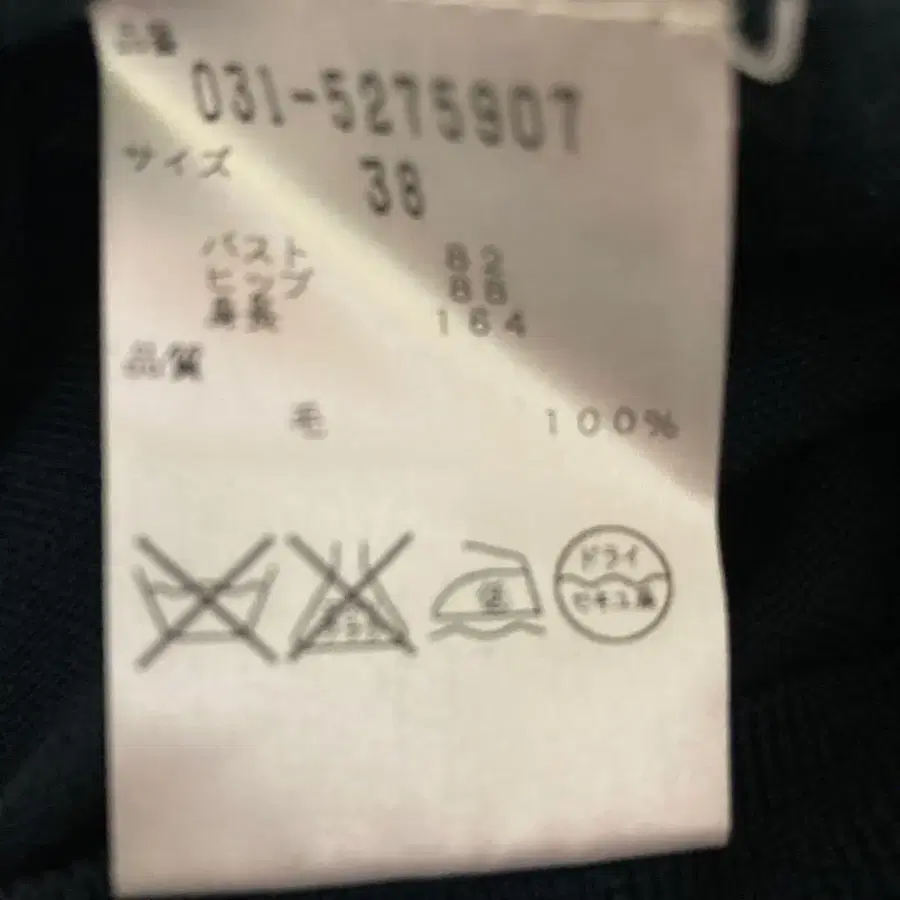 品番
031-5275907
サイズ 38
バスト 82
ヒップ 88
身長 164
品質
毛 100%
ドライ
セキユ系